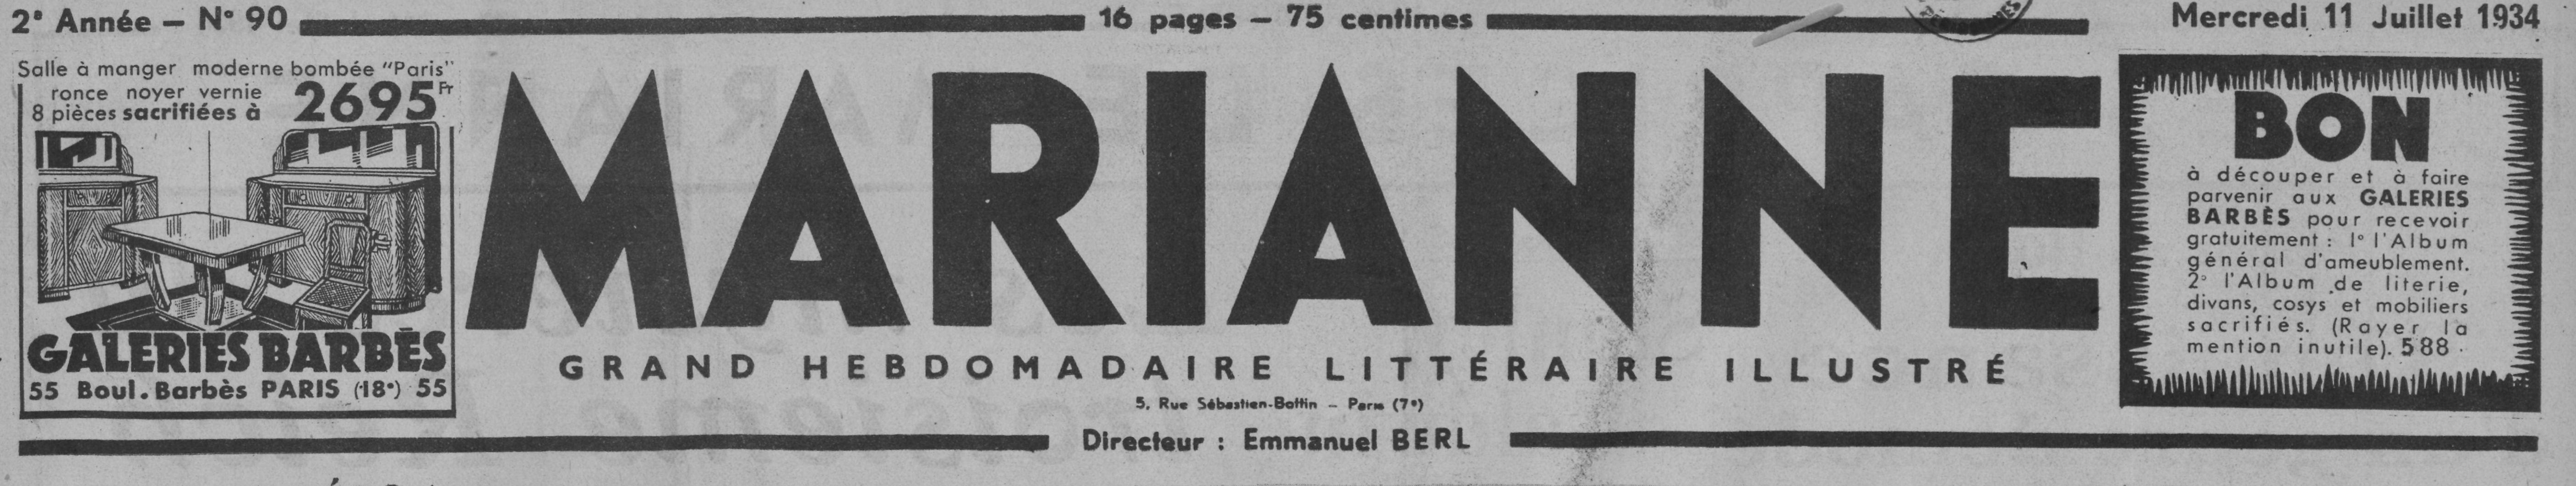 2e Année — No 90
16 pages — 75 centimes
Mercredi 11 Juillet 1934
Salle à manger moderne bombée "Paris"
ronce noyer vernie
8 pièces sacrifiées à
2695 Fr
GALERIES BARBÈS
55 Boul. Barbès PARIS (18e) 55
MARIANNE
GRAND HEBDOMADAIRE LITTÉRAIRE ILLUSTRÉ
5, Rue Sébastien-Bottin — Paris (7e)
Directeur : Emmanuel BERL
BON
à découper et à faire
parvenir aux GALERIES
BARBÈS pour recevoir
gratuitement : 1o l'Album
général d'ameublement.
2o l'Album de literie,
divans, cosys et mobiliers
sacrifiés. (Rayer la
mention inutile). 588